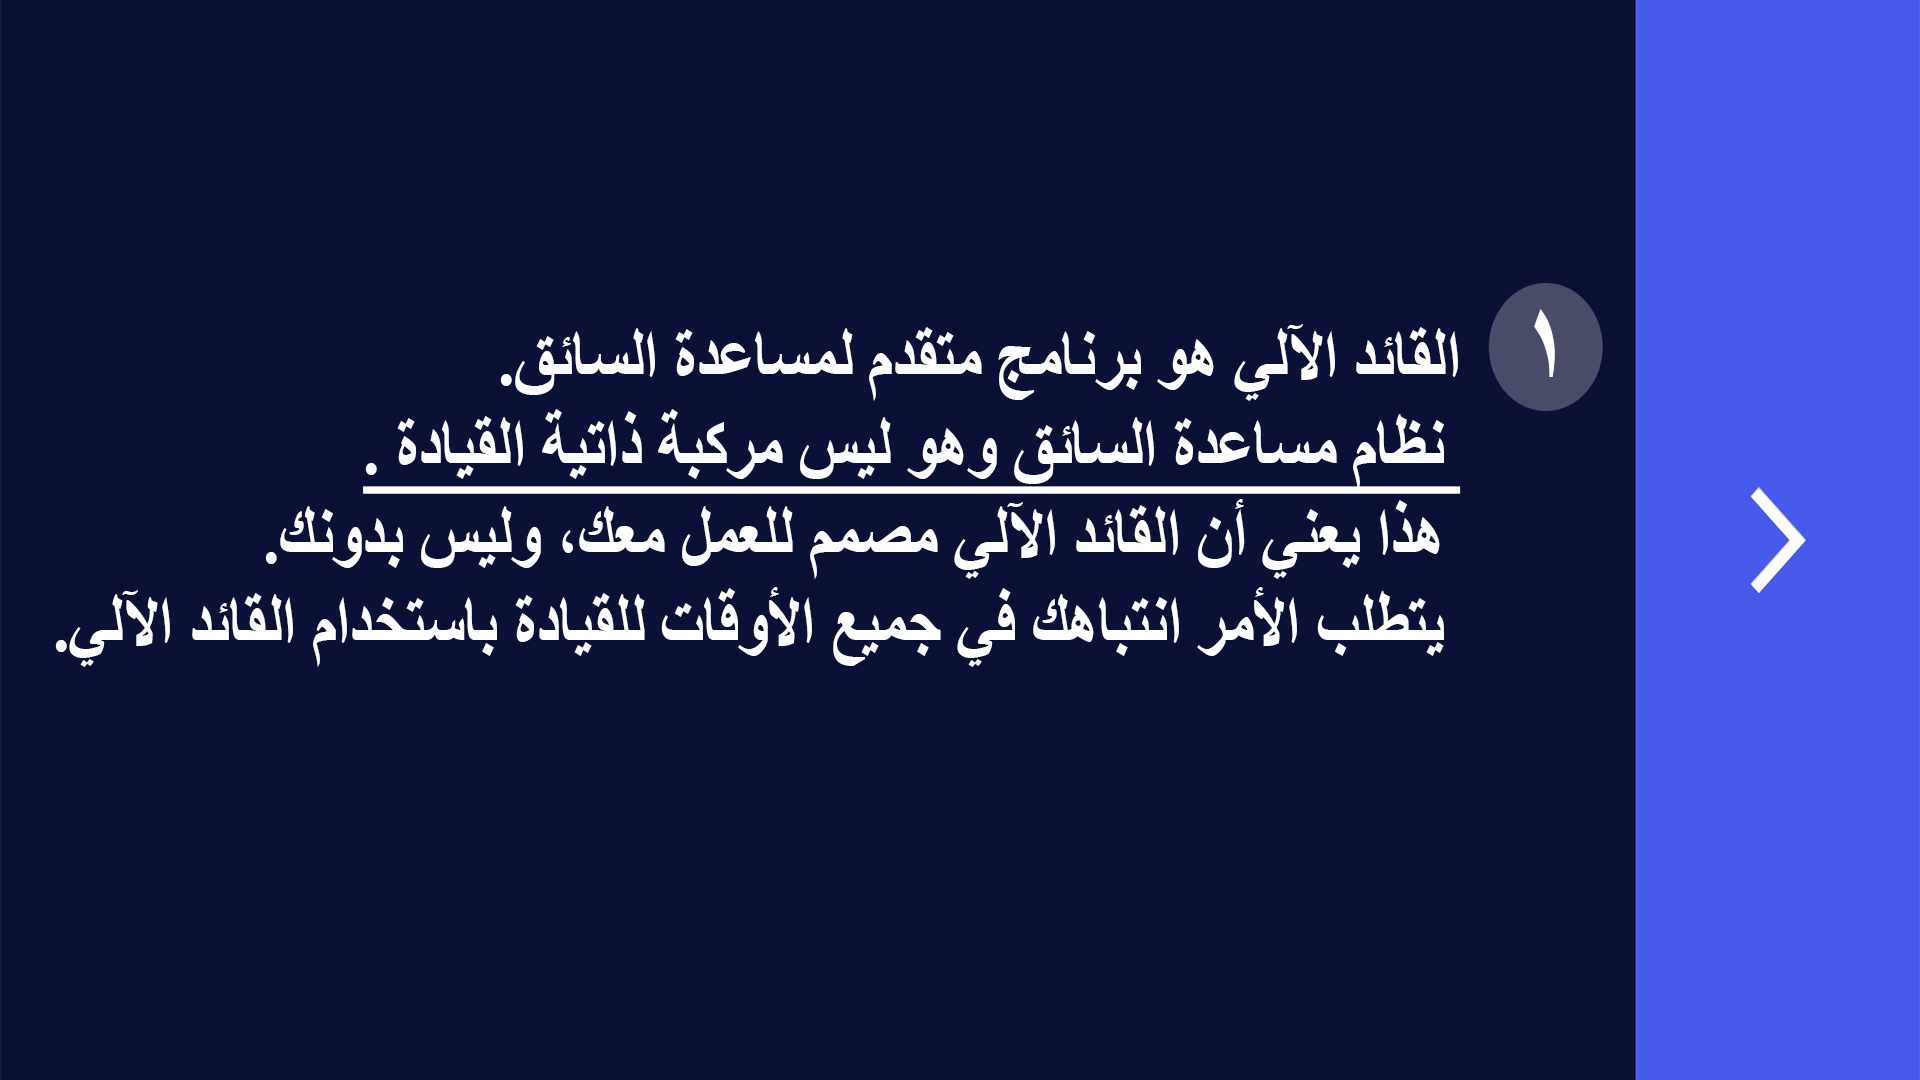 ١
القائد الآلي هو برنامج متقدم لمساعدة السائق.
نظام مساعدة السائق وهو ليس مركبة ذاتية القيادة .
هذا يعني أن القائد الآلي مصمم للعمل معك، وليس بدونك.
يتطلب الأمر انتباهك في جميع الأوقات للقيادة باستخدام القائد الآلي.